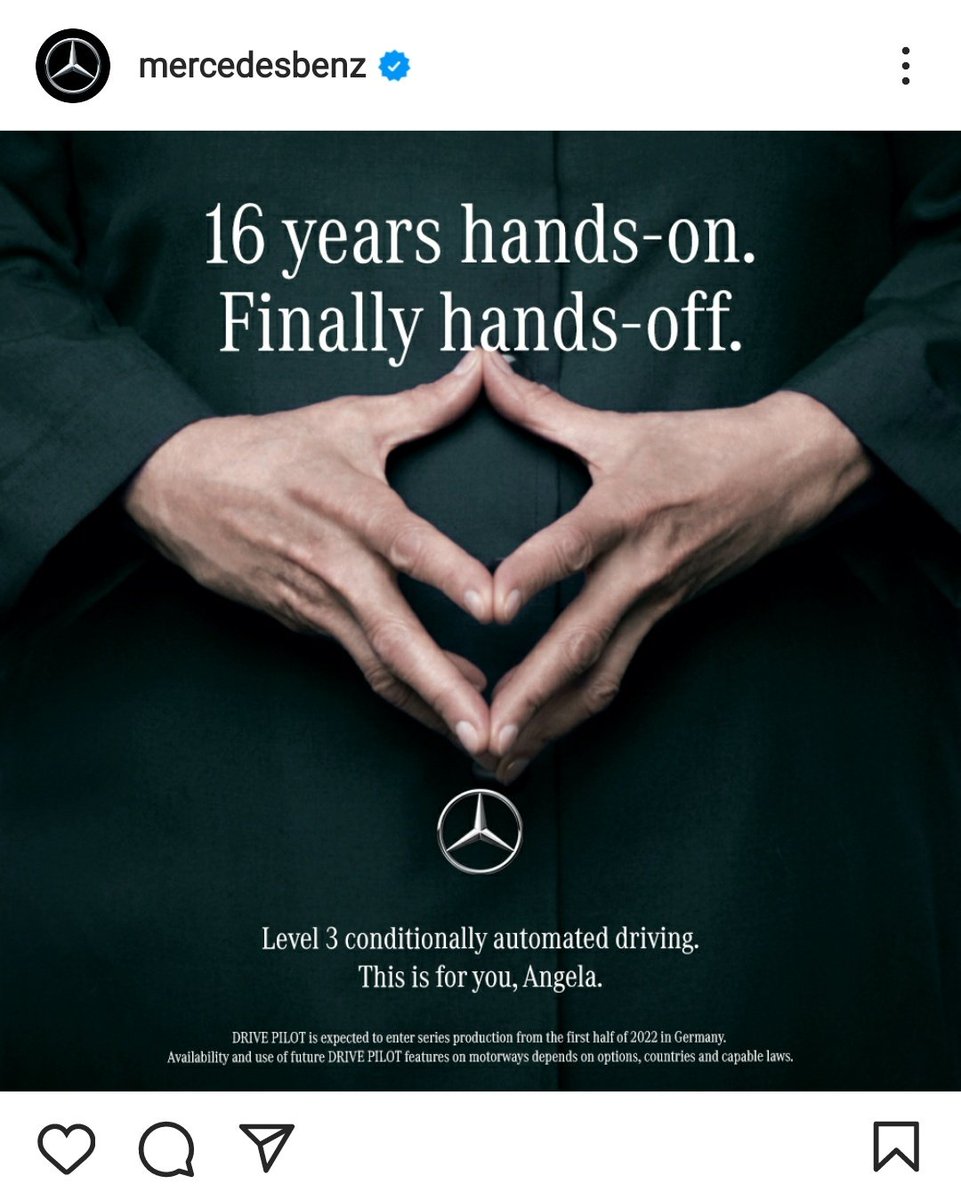 mercedesbenz
16 years hands-on.
Finally hands-off.
Level 3 conditionally automated driving.
This is for you, Angela.
DRIVE PILOT is expected to enter series production from the first half of 2022 in Germany.
Availability and use of future DRIVE PILOT features on motorways depends on options, countries and capable laws.